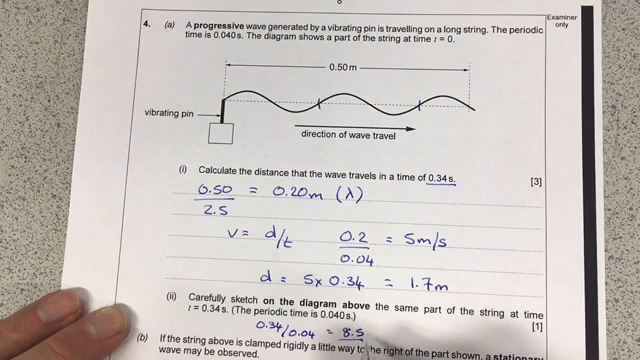 Examiner
only
4. (a) A progressive wave generated by a vibrating pin is travelling on a long string. The periodic
time is 0.040 s. The diagram shows a part of the string at time t = 0.
0.50 m
vibrating pin
direction of wave travel
(i) Calculate the distance that the wave travels in a time of 0.34 s.
[3]
0.50 = 0.20m (λ)
2.5
v = d/t 0.2 = 5m/s
0.04
d = 5 x 0.34 = 1.7m
(ii) Carefully sketch on the diagram above the same part of the string at time
t = 0.34 s. (The periodic time is 0.040 s.)
[1]
0.34/0.04 = 8.5
(b) If the string above is clamped rigidly a little way to the right of the part shown, a stationary
wave may be observed.